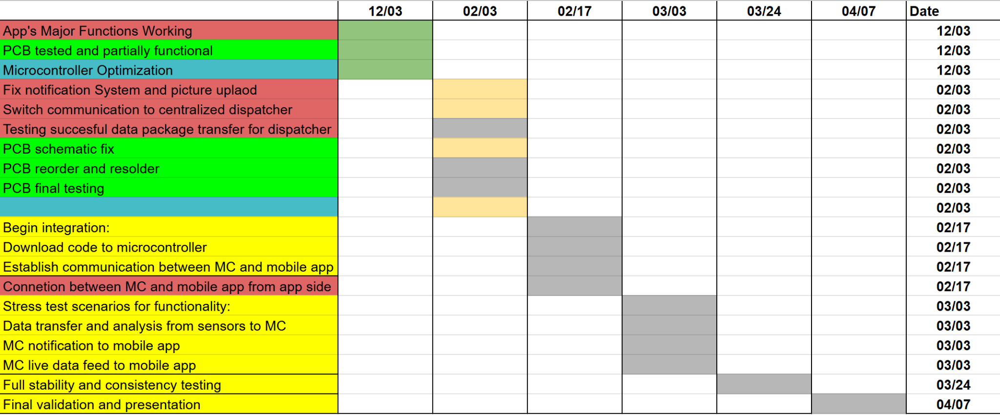 12/03 02/03 02/17 03/03 03/24 04/07 Date
App's Major Functions Working 12/03
PCB tested and partially functional 12/03
Microcontroller Optimization 12/03
Fix notification System and picture uplaod 02/03
Switch communication to centralized dispatcher 02/03
Testing succesful data package transfer for dispatcher 02/03
PCB schematic fix 02/03
PCB reorder and resolder 02/03
PCB final testing 02/03
02/03
Begin integration: 02/17
Download code to microcontroller 02/17
Establish communication between MC and mobile app 02/17
Connetion between MC and mobile app from app side 02/17
Stress test scenarios for functionality: 03/03
Data transfer and analysis from sensors to MC 03/03
MC notification to mobile app 03/03
MC live data feed to mobile app 03/03
Full stability and consistency testing 03/24
Final validation and presentation 04/07